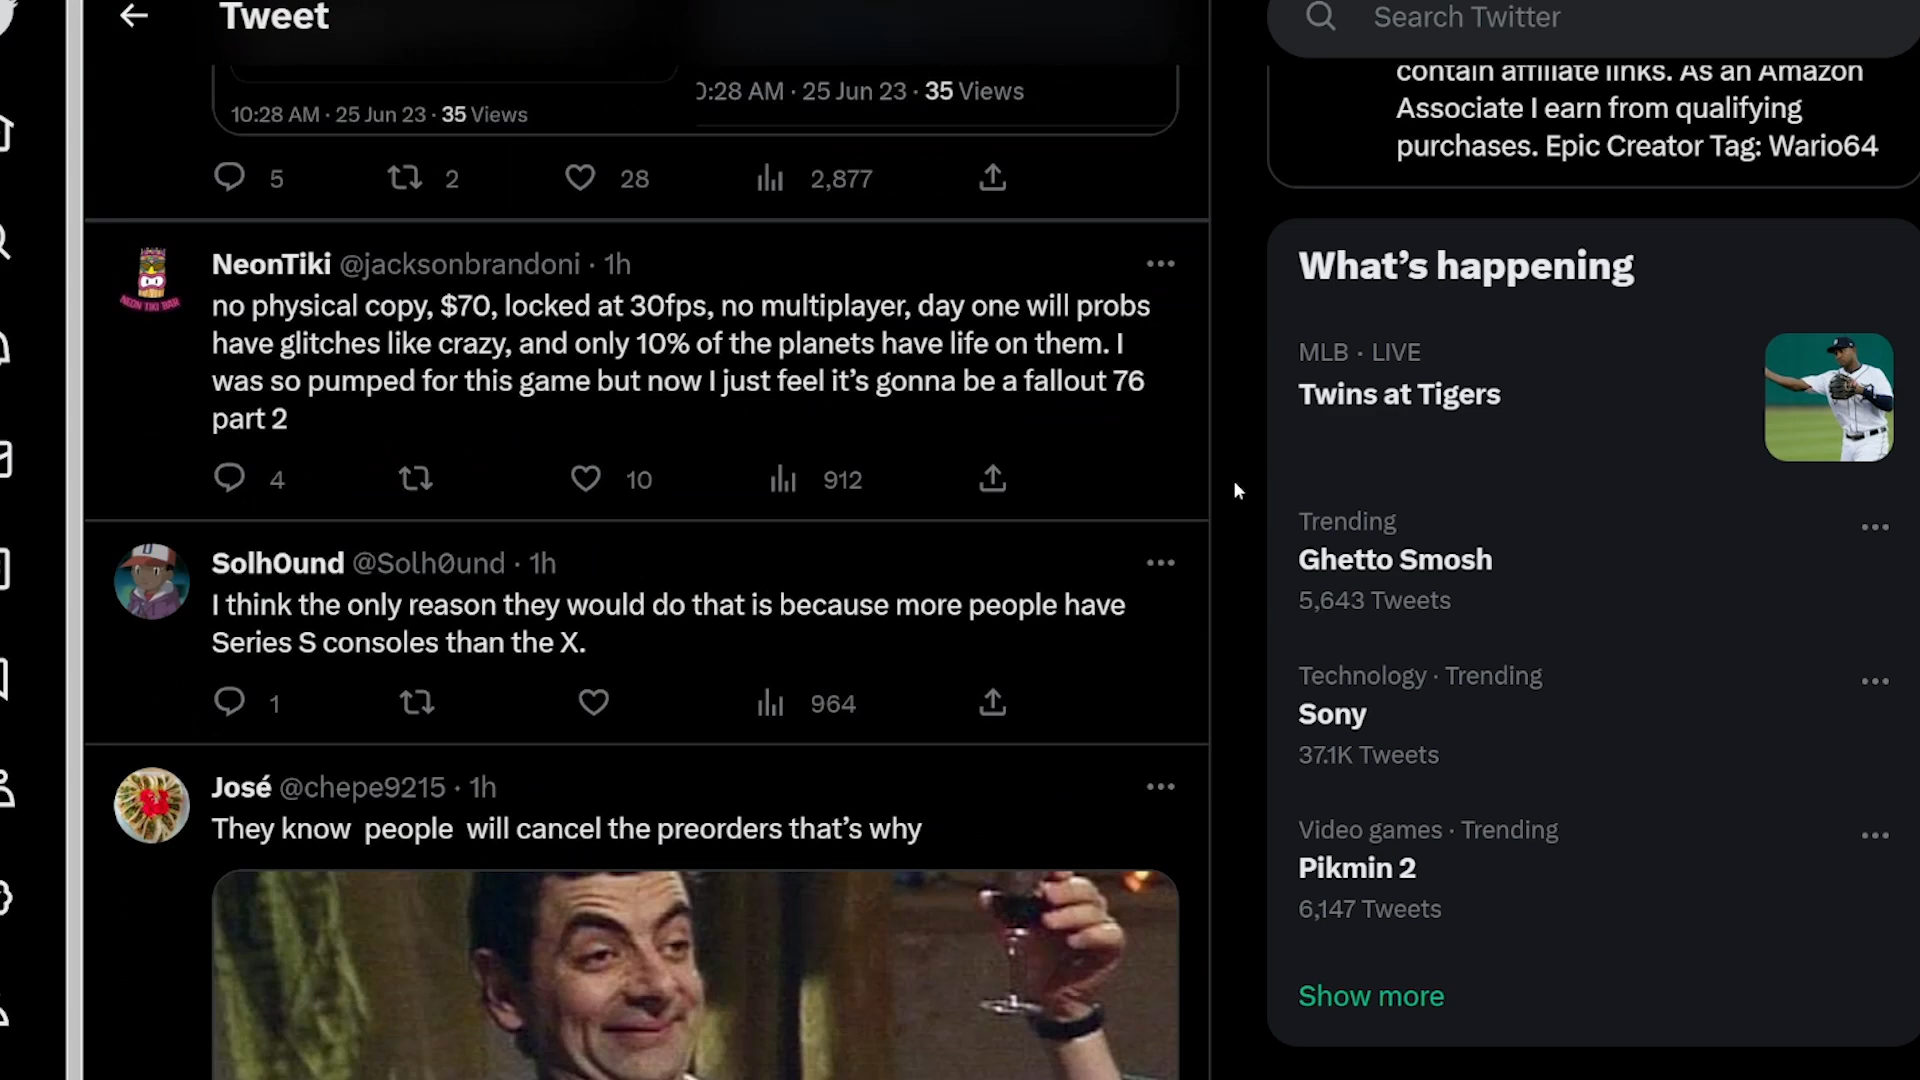 Tweet
10:28 AM · 25 Jun 23 · 35 Views
0:28 AM · 25 Jun 23 · 35 Views
5 2 28 2,877
NeonTiki @jacksonbrandoni · 1h
no physical copy, $70, locked at 30fps, no multiplayer, day one will probs
have glitches like crazy, and only 10% of the planets have life on them. I
was so pumped for this game but now I just feel it’s gonna be a fallout 76
part 2
4 10 912
NEON TIKI BAR
Solh0und @Solh0und · 1h
I think the only reason they would do that is because more people have
Series S consoles than the X.
1 964
José @chepe9215 · 1h
They know people will cancel the preorders that’s why
Search Twitter
contain affiliate links. As an Amazon
Associate I earn from qualifying
purchases. Epic Creator Tag: Wario64
What’s happening
MLB · LIVE
Twins at Tigers
Trending
Ghetto Smosh
5,643 Tweets
Technology · Trending
Sony
37.1K Tweets
Video games · Trending
Pikmin 2
6,147 Tweets
Show more